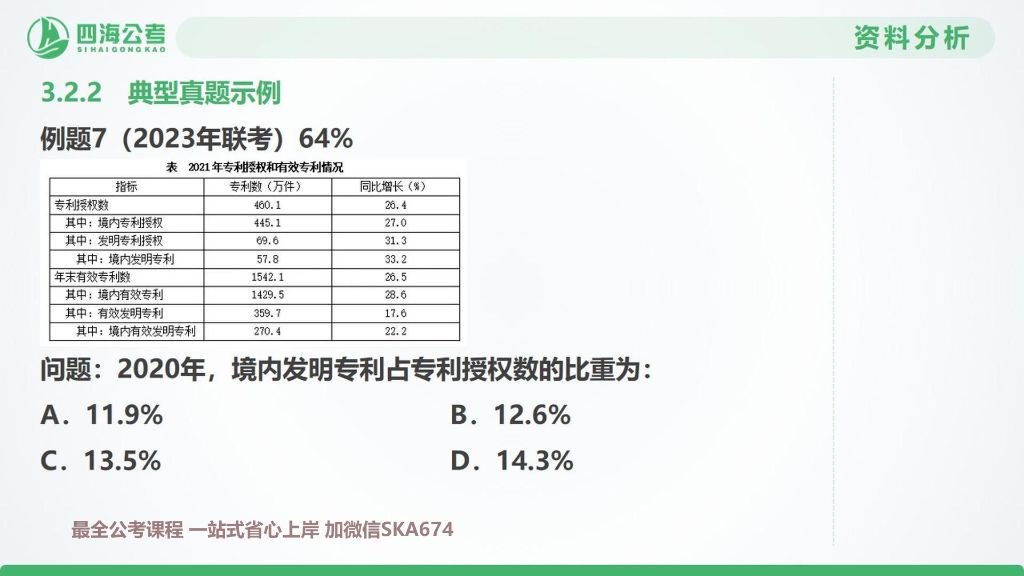 四海公考
SIHAIGONGKAO
资料分析
3.2.2 典型真题示例
例题7（2023年联考）64%
表 2021年专利授权和有效专利情况
指标 专利数（万件） 同比增长（%）
专利授权数 460.1 26.4
其中：境内专利授权 445.1 27.0
其中：发明专利授权 69.6 31.3
其中：境内发明专利 57.8 33.2
年末有效专利数 1542.1 26.5
其中：境内有效专利 1429.5 28.6
其中：有效发明专利 359.7 17.6
其中：境内有效发明专利 270.4 22.2
问题：2020年，境内发明专利占专利授权数的比重为：
A．11.9% B．12.6%
C．13.5% D．14.3%
最全公考课程 一站式省心上岸 加微信SKA674